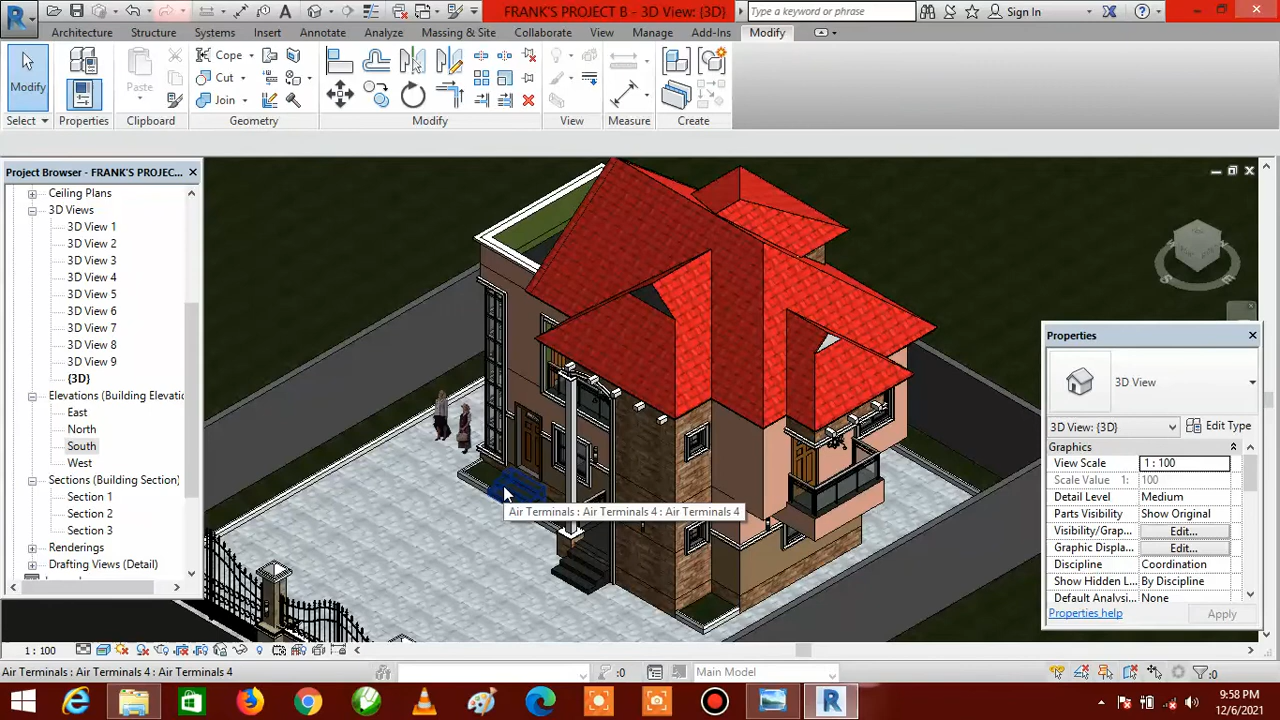 FRANK'S PROJECT B - 3D View: {3D}
Type a keyword or phrase
Sign In
Architecture
Structure
Systems
Insert
Annotate
Analyze
Massing & Site
Collaborate
View
Manage
Add-Ins
Modify
Modify
Cope
Cut
Join
Paste
Select
Properties
Clipboard
Geometry
Modify
View
Measure
Create
Project Browser - FRANK'S PROJEC...
Ceiling Plans
3D Views
3D View 1
3D View 2
3D View 3
3D View 4
3D View 5
3D View 6
3D View 7
3D View 8
3D View 9
{3D}
Elevations (Building Elevatio
East
North
South
West
Sections (Building Section)
Section 1
Section 2
Section 3
Renderings
Drafting Views (Detail)
Air Terminals : Air Terminals 4 : Air Terminals 4
Properties
3D View
3D View: {3D}
Edit Type
Graphics
View Scale
1 : 100
Scale Value 1:
100
Detail Level
Medium
Parts Visibility
Show Original
Visibility/Grap...
Edit...
Graphic Displa...
Edit...
Discipline
Coordination
Show Hidden L...
By Discipline
Default Analysi...
None
Properties help
Apply
1 : 100
Air Terminals : Air Terminals 4 : Air Terminals 4
:0
Main Model
:0
9:58 PM
12/6/2021